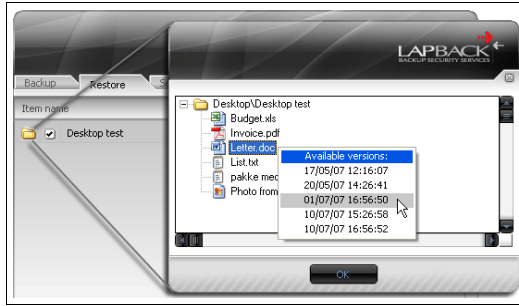 LAPBACK
BACKUP SECURITY SERVICES
Backup
Restore
S
Item name
Desktop test
Desktop\Desktop test
Budget.xls
Invoice.pdf
Letter.doc
List.txt
pakke med
Photo from
Available versions:
17/05/07 12:16:07
20/05/07 14:26:41
01/07/07 16:56:50
10/07/07 15:26:58
10/07/07 16:56:52
OK